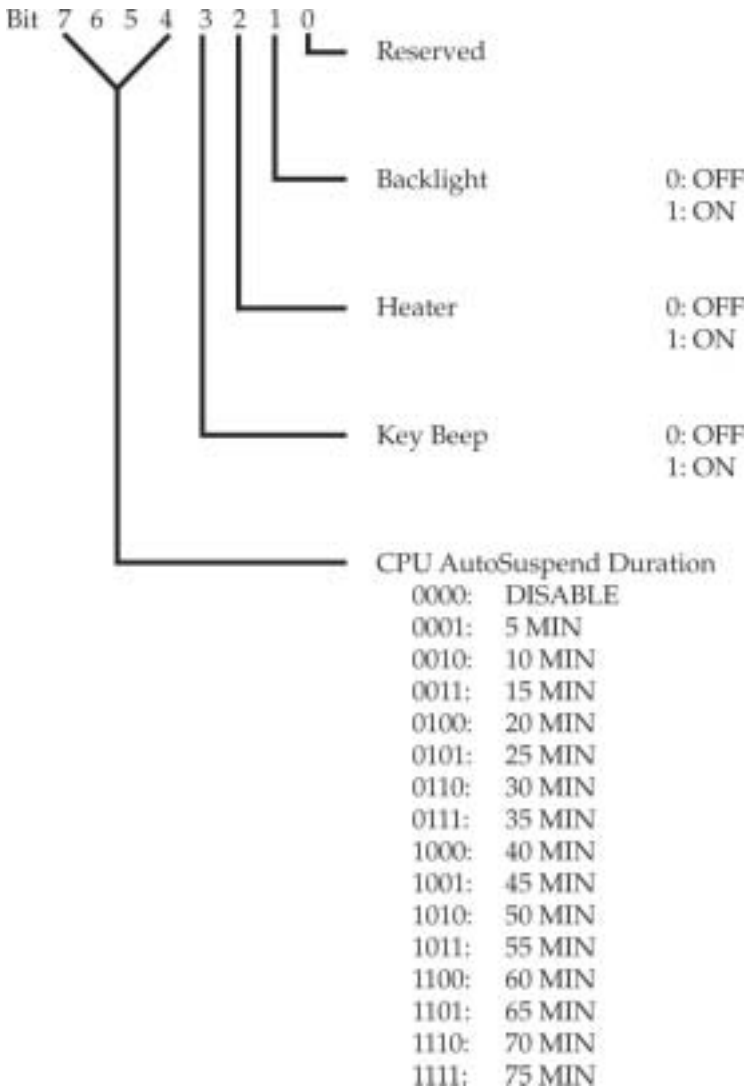 Bit 7 6 5 4 3 2 1 0
Reserved
Backlight 0: OFF
1: ON
Heater 0: OFF
1: ON
Key Beep 0: OFF
1: ON
CPU AutoSuspend Duration
0000: DISABLE
0001: 5 MIN
0010: 10 MIN
0011: 15 MIN
0100: 20 MIN
0101: 25 MIN
0110: 30 MIN
0111: 35 MIN
1000: 40 MIN
1001: 45 MIN
1010: 50 MIN
1011: 55 MIN
1100: 60 MIN
1101: 65 MIN
1110: 70 MIN
1111: 75 MIN